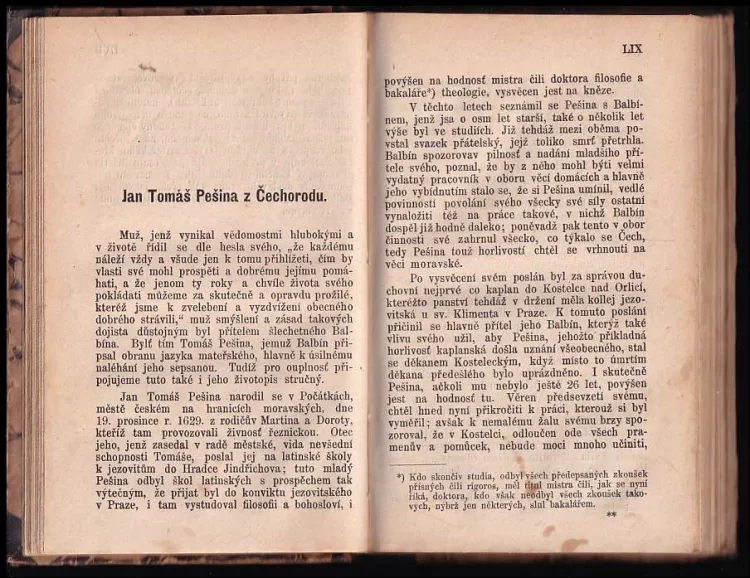 Jan Tomáš Pešina z Čechorodu.
Muž, jenž vynikal vědomostmi hlubokými a
v životě řídil se dle hesla svého, „že každému
náleží vždy a všude jen k tomu přihlížeti, čím by
vlasti své mohl prospěti a dobrému jejímu pomá-
hati, a že jenom ty roky a chvíle života svého
pokládati můžeme za skutečně a opravdu prožilé,
kteréž jsme k zvelebení a vyzdvižení obecného
dobrého strávili,“ muž smýšlení a zásad takových
dojista důstojným byl přítelem šlechetného Bal-
bína. Bylť tím Tomáš Pešina, jemuž Balbín při-
psal obranu jazyka mateřského, hlavně k úsilnému
naléhání jeho sepsanou. Tudíž pro ouplnosť při-
pojujeme tuto také i jeho životopis stručný.
Jan Tomáš Pešina narodil se v Počátkách,
městě českém na hranicích moravských, dne
19. prosince r. 1629. z rodičův Martina a Doroty,
kteříž tam provozovali živnosť řeznickou. Otec
jeho, jenž zasedal v radě městské, vida nevšední
schopnosti Tomáše, poslal jej na latinské školy
k jezovitům do Hradce Jindřichova; tuto mladý
Pešina odbyl škol latinských s prospěchem tak
výtečným, že přijat byl do konviktu jezovitského
v Praze, i tam vystudoval filosofii a bohosloví, i
LIX
povýšen na hodnosť mistra čili doktora filosofie a
bakaláře*) theologie, vysvěcen jest na kněze.
V těchto letech seznámil se Pešina s Balbí-
nem, jenž jsa o osm let starší, také o několik let
výše byl ve studiích. Již tehdáž mezi oběma po-
vstal svazek přátelský, jejž toliko smrť přetrhla.
Balbín spozorovav pilnosť a nadání mladšího pří-
tele svého, poznal, že by z něho mohl býti velmi
vydatný pracovník v oboru věcí domácích a hlavně
jeho vybídnutím stalo se, že si Pešina umínil, vedlé
povinností povolání svého všecky své síly ostatní
vynaložiti též na práce takové, v nichž Balbín
dospěl již hodně daleko; poněvadž pak tento v obor
činnosti své zahrnul všecko, co týkalo se Čech,
tedy Pešina touž horlivostí chtěl se vrhnouti na
věci moravské.
Po vysvěcení svém poslán byl za správou du-
chovní nejprvé co kaplan do Kostelce nad Orlicí,
kteréžto panství tehdáž v držení měla kollej jezo-
vitská u sv. Klimenta v Praze. K tomuto poslání
přičinil se hlavně přítel jeho Balbín, kterýž také
vlivu svého užil, aby Pešina, jehožto příkladná
horlivosť kaplanská došla uznání všeobecného, stal
se děkanem Kosteleckým, když místo to úmrtím
děkana předešlého bylo uprázdněno. I skutečně
Pešina, ačkoli mu nebylo ještě 26 let, povýšen
jest na hodnosť tu. Věren předsevzetí svému,
chtěl hned nyní přikročiti k práci, kterouž si byl
vyměřil; avšak k nemalému žalu svému brzy spo-
zoroval, že v Kostelci, odloučen ode všech pra-
menův a pomůcek, nebude moci mnoho učiniti,
*) Kdo skončiv studia, odbyl všech předepsaných zkoušek
přísných čili rigoros, měl titul mistra čili, jak se nyní
říká, doktora, kdo však neodbyl všech zkoušek tako-
vých, nýbrž jen některých, slul bakalářem.
**